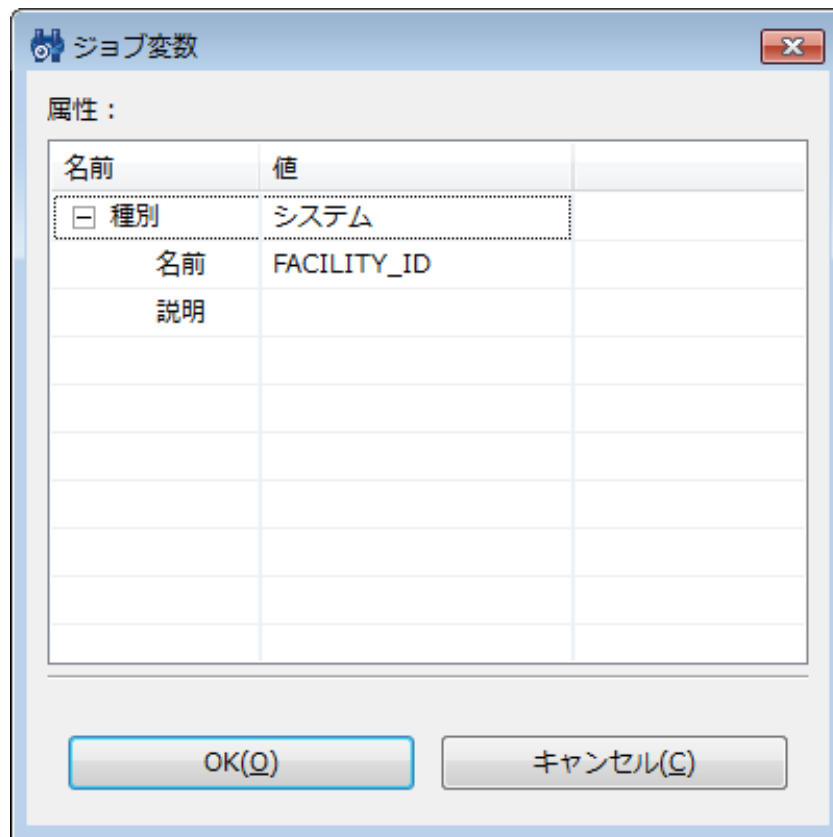 ジョブ変数
属性：
名前 値
種別 システム
名前 FACILITY_ID
説明
OK(O) キャンセル(C)